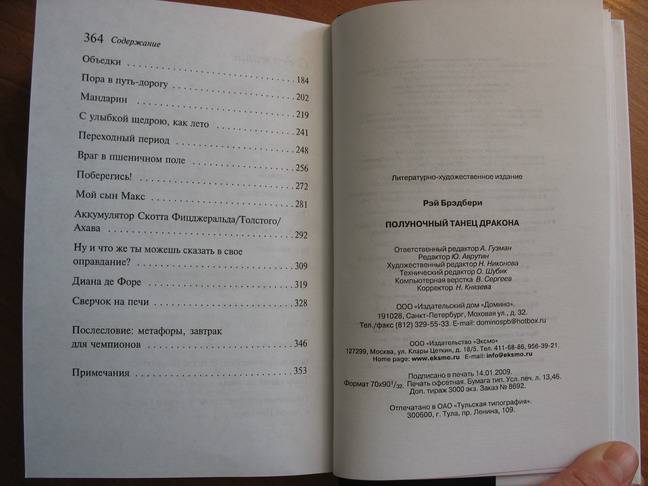 364 Содержание
Объедки 184
Пора в путь-дорогу 202
Мандарин 219
С улыбкой щедрою, как лето 241
Переходный период 248
Враг в пшеничном поле 256
Поберегись! 272
Мой сын Макс 281
Аккумулятор Скотта Фицджеральда/Толстого/
Ахава 292
Ну и что же ты можешь сказать в свое
оправдание? 309
Диана де Форе 319
Сверчок на печи 328
Послесловие: метафоры, завтрак
для чемпионов 346
Примечания 353
Литературно-художественное издание
Рэй Брэдбери
ПОЛУНОЧНЫЙ ТАНЕЦ ДРАКОНА
Ответственный редактор А. Гузман
Редактор Ю. Аврутин
Художественный редактор Н. Никонова
Технический редактор О. Шубик
Компьютерная верстка В. Сергеев
Корректор Н. Князева
ООО «Издательский дом «Домино».
191028, Санкт-Петербург, Моховая ул., д. 32.
Тел./факс (812) 329-55-33. E-mail: dominospb@hotbox.ru
ООО «Издательство «Эксмо»
127299, Москва, ул. Клары Цеткин, д. 18/5. Тел. 411-68-86, 956-39-21.
Home page: www.eksmo.ru E-mail: info@eksmo.ru
Подписано в печать 14.01.2009.
Формат 70x90 1/32. Печать офсетная. Бумага тип. Усл. печ. л. 13,46.
Доп. тираж 3000 экз. Заказ № 8692.
Отпечатано в ОАО «Тульская типография».
300600, г. Тула, пр. Ленина, 109.